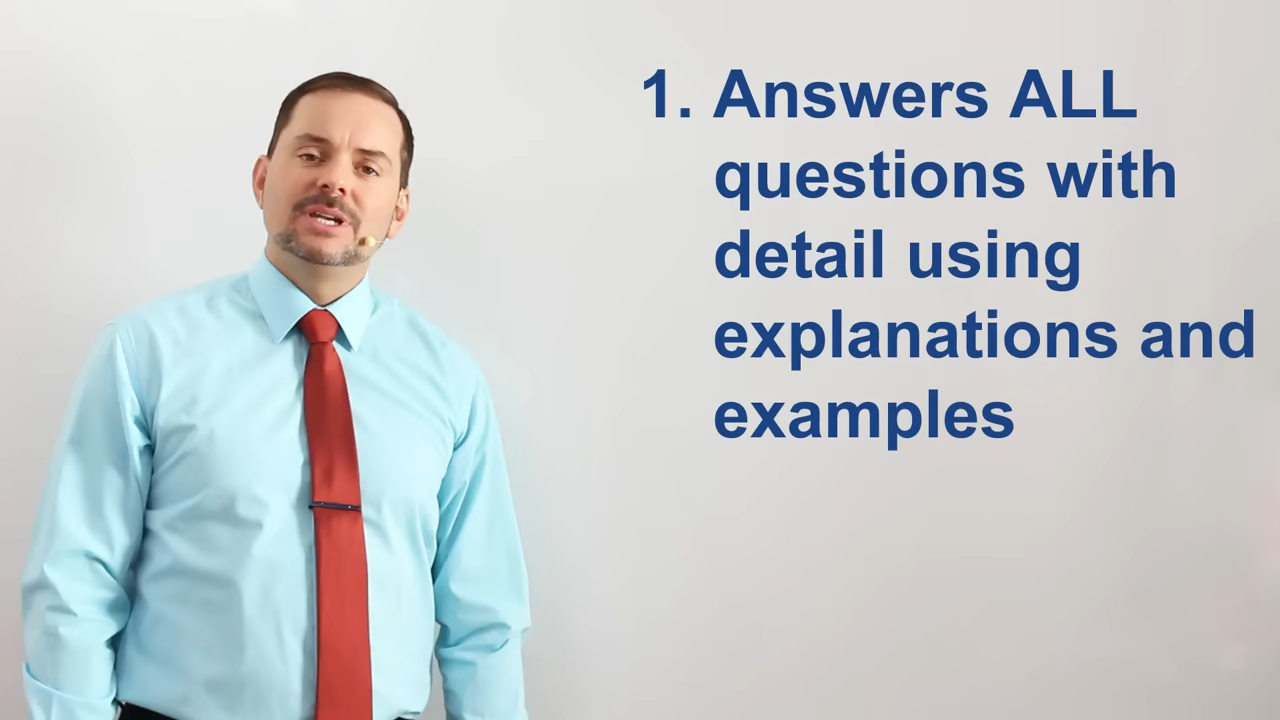 1. Answers ALL
questions with
detail using
explanations and
examples